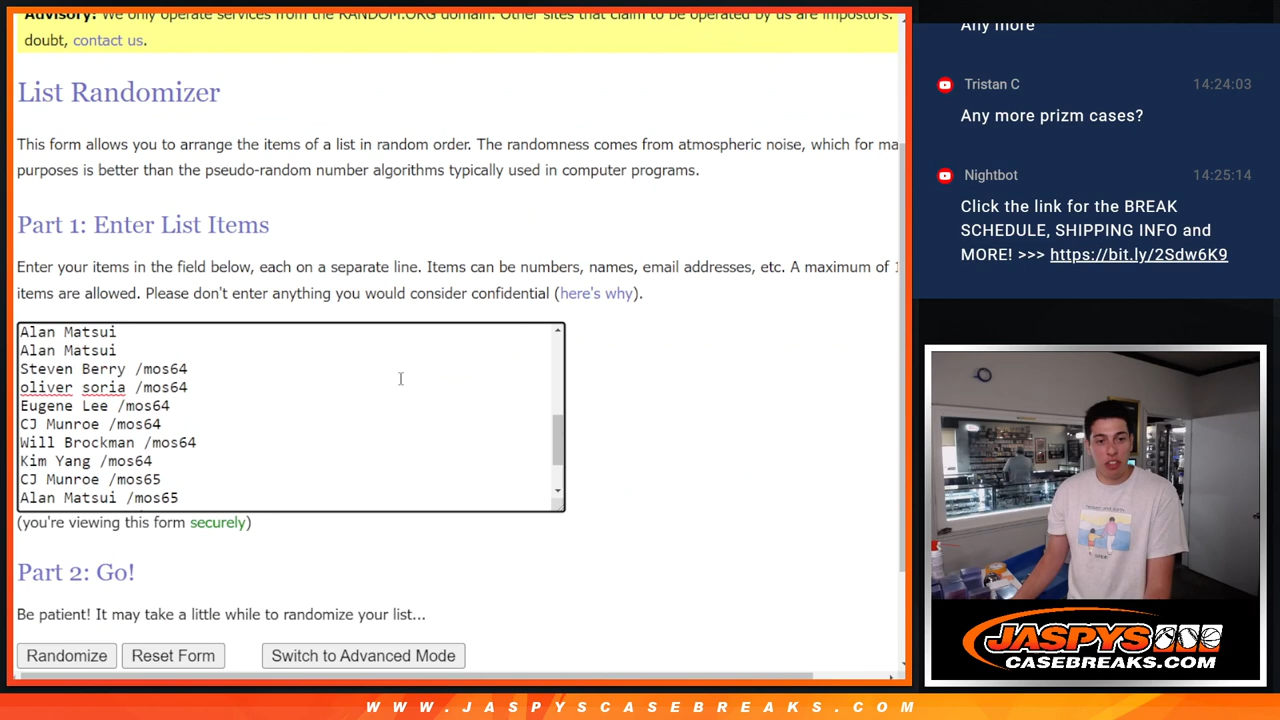 Advisory: We only operate services from the RANDOM.ORG domain. Other sites that claim to be operated by us are impostors.
doubt, contact us.
List Randomizer
This form allows you to arrange the items of a list in random order. The randomness comes from atmospheric noise, which for ma
purposes is better than the pseudo-random number algorithms typically used in computer programs.
Part 1: Enter List Items
Enter your items in the field below, each on a separate line. Items can be numbers, names, email addresses, etc. A maximum of 1
items are allowed. Please don't enter anything you would consider confidential (here's why).
Alan Matsui
Alan Matsui
Steven Berry /mos64
oliver soria /mos64
Eugene Lee /mos64
CJ Munroe /mos64
Will Brockman /mos64
Kim Yang /mos64
CJ Munroe /mos65
Alan Matsui /mos65
(you're viewing this form securely)
Part 2: Go!
Be patient! It may take a little while to randomize your list...
Randomize
Reset Form
Switch to Advanced Mode
Any more
Tristan C 14:24:03
Any more prizm cases?
Nightbot 14:25:14
Click the link for the BREAK
SCHEDULE, SHIPPING INFO and
MORE! >>> https://bit.ly/2Sdw6K9
JASPYS
CASEBREAKS.COM
WWW.JASPYSCASEBREAKS.COM